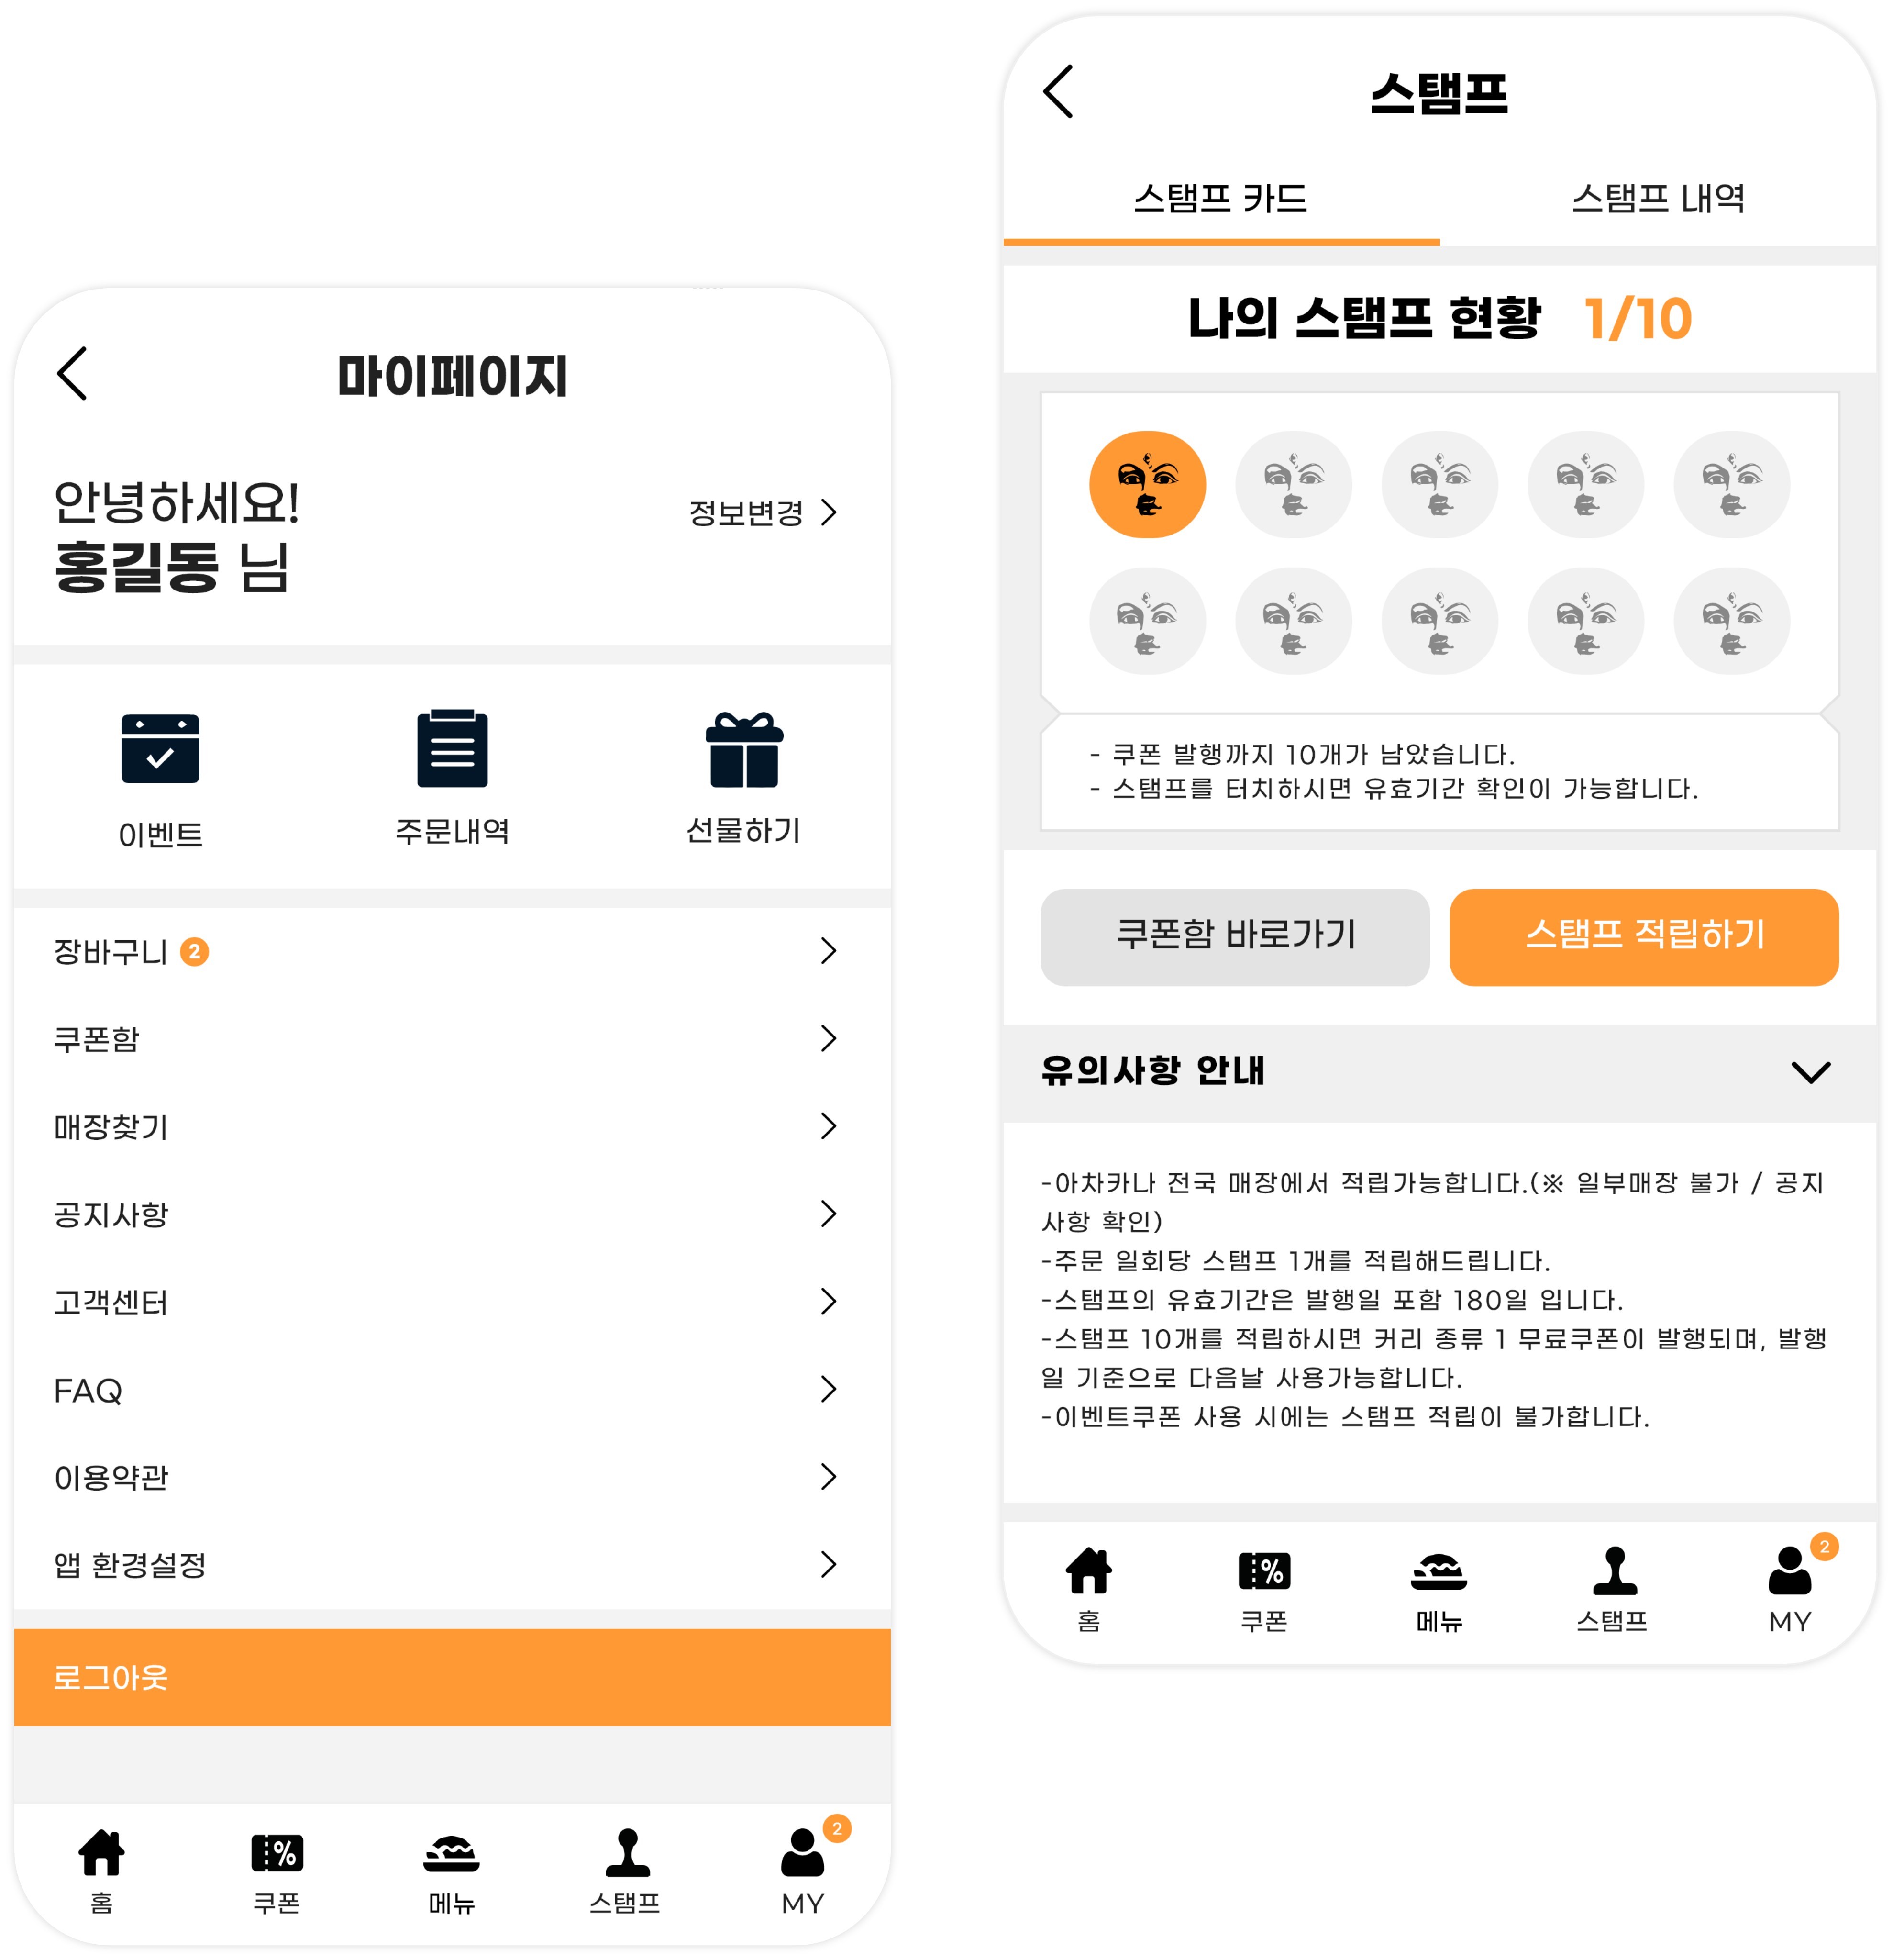 마이페이지
안녕하세요!
홍길동 님
정보변경
이벤트
주문내역
선물하기
장바구니 2
쿠폰함
매장찾기
공지사항
고객센터
FAQ
이용약관
앱 환경설정
로그아웃
홈
쿠폰
메뉴
스탬프
2
MY
스탬프
스탬프 카드
스탬프 내역
나의 스탬프 현황 1/10
- 쿠폰 발행까지 10개가 남았습니다.
- 스탬프를 터치하시면 유효기간 확인이 가능합니다.
쿠폰함 바로가기
스탬프 적립하기
유의사항 안내
-아차카나 전국 매장에서 적립가능합니다.(※ 일부매장 불가 / 공지
사항 확인)
-주문 일회당 스탬프 1개를 적립해드립니다.
-스탬프의 유효기간은 발행일 포함 180일 입니다.
-스탬프 10개를 적립하시면 커리 종류 1 무료쿠폰이 발행되며, 발행
일 기준으로 다음날 사용가능합니다.
-이벤트쿠폰 사용 시에는 스탬프 적립이 불가합니다.
홈
%
쿠폰
메뉴
스탬프
2
MY